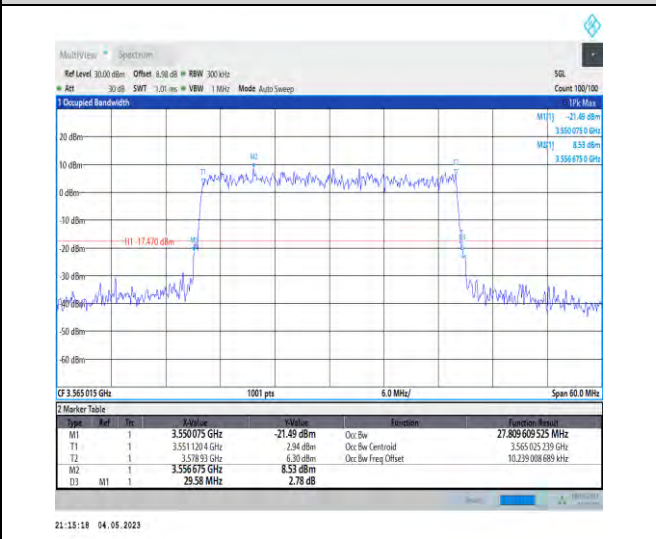 MultiView Spectrum
Ref Level 30.00 dBm Offset 8.98 dB RBW 300 kHz SGL
Att 30 dB SWT 1.01 ms VBW 1 MHz Mode Auto Sweep Count 100/100
1 Occupied Bandwidth 1Pk Max
M1[1] -21.49 dBm
3.550075 0 GHz
M2[1] 8.53 dBm
3.556675 0 GHz
20 dBm
10 dBm
M2
T1
0 dBm
-10 dBm
H1 -17.470 dBm
-20 dBm
-30 dBm
-40 dBm
-50 dBm
-60 dBm
CF 3.565 015 GHz 1001 pts 6.0 MHz/ Span 60.0 MHz
2 Marker Table
Type Ref Trc X-Value Y-Value Function Function Result
M1 1 3.550075 GHz -21.49 dBm Occ Bw 27.809 609 525 MHz
T1 1 3.551 120 4 GHz 2.94 dBm Occ Bw Centroid 3.565 025 239 GHz
T2 1 3.578 93 GHz 6.30 dBm Occ Bw Freq Offset 10.239 008 689 kHz
M2 1 3.556 675 GHz 8.53 dBm
D3 M1 1 29.58 MHz 2.78 dB
21:15:18 04.05.2023